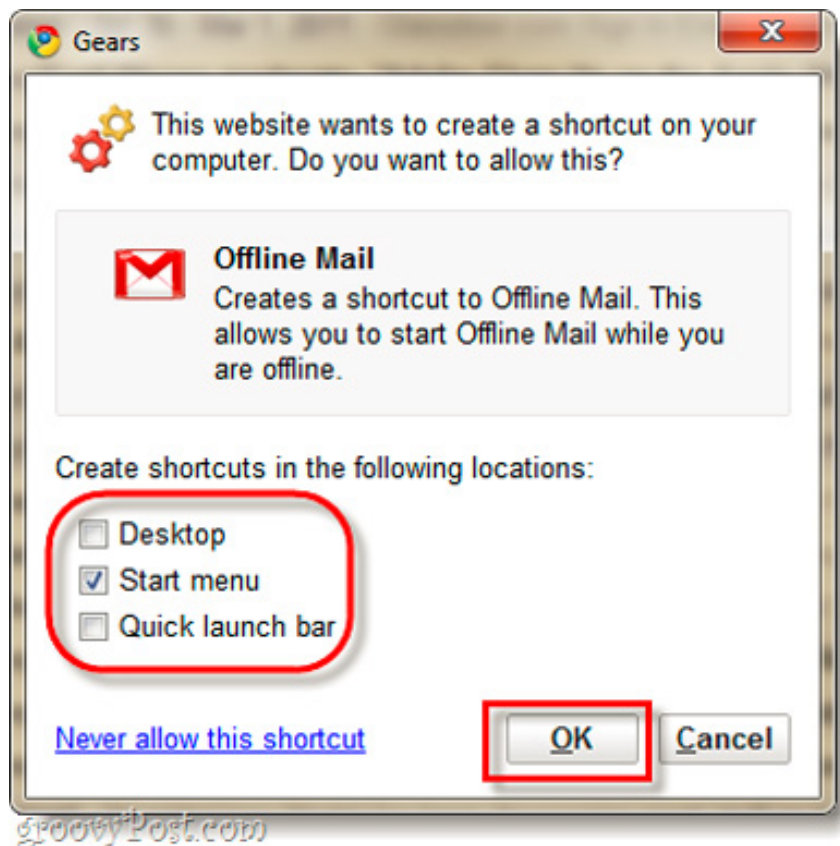 Gears
This website wants to create a shortcut on your
computer. Do you want to allow this?
Offline Mail
Creates a shortcut to Offline Mail. This
allows you to start Offline Mail while you
are offline.
Create shortcuts in the following locations:
Desktop
Start menu
Quick launch bar
Never allow this shortcut
OK
Cancel
groovyPost.com